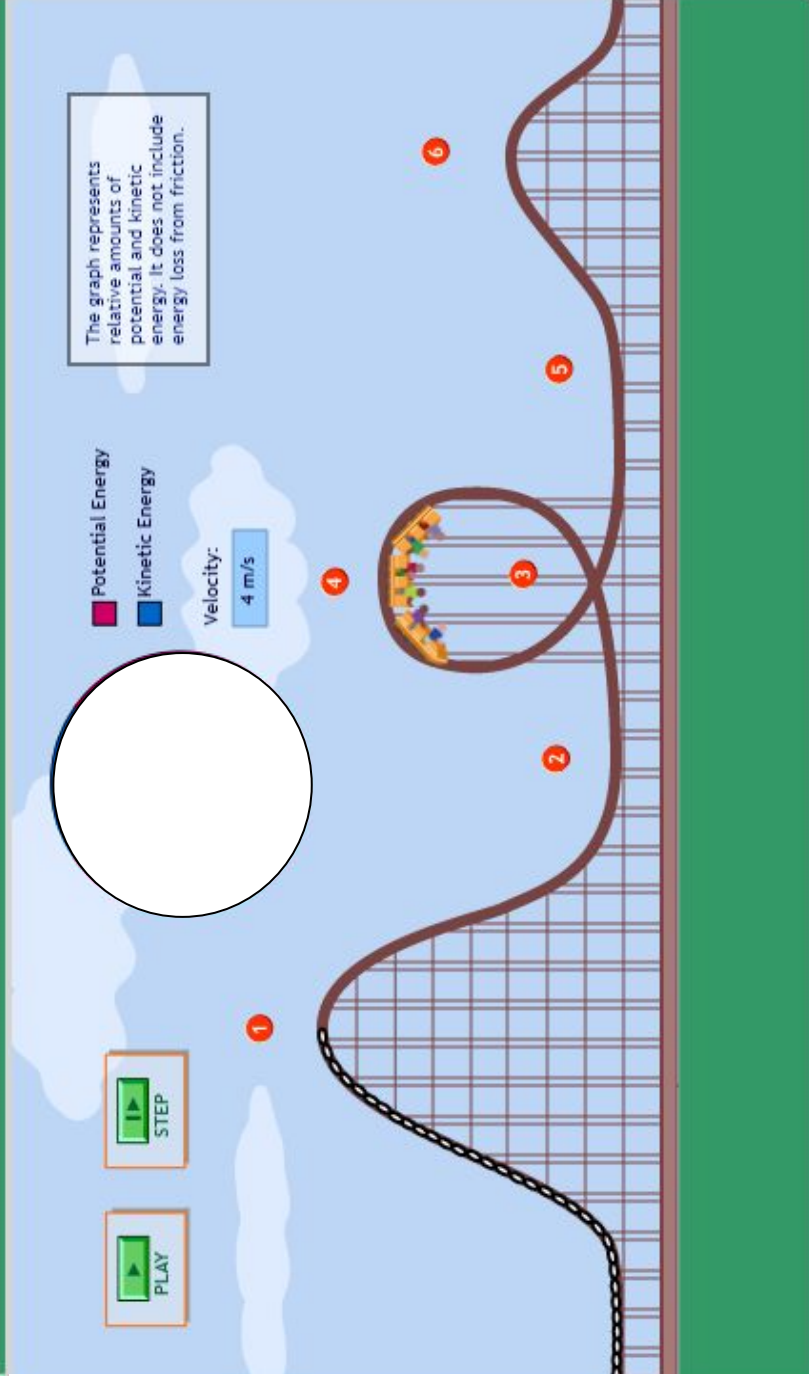 PLAY
STEP
Potential Energy
Kinetic Energy
Velocity:
4 m/s
The graph represents
relative amounts of
potential and kinetic
energy. It does not include
energy loss from friction.
1
2
3
4
5
6